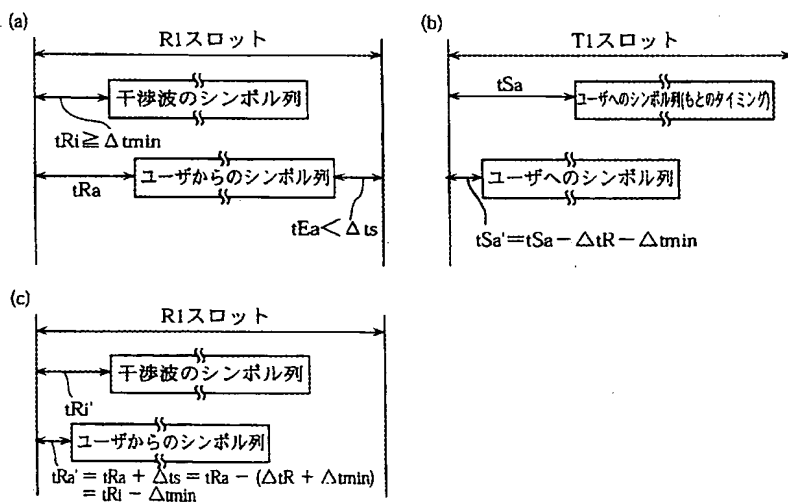 (a)
R1スロット
干渉波のシンボル列
tRi≧Δtmin
tRa
ユーザからのシンボル列
tEa<Δts
(b)
T1スロット
tSa
ユーザへのシンボル列(もとのタイミング)
ユーザへのシンボル列
tSa'=tSa−ΔtR−Δtmin
(c)
R1スロット
干渉波のシンボル列
tRi'
ユーザからのシンボル列
tRa' = tRa + Δts = tRa − (ΔtR + Δtmin)
= tRi − Δtmin